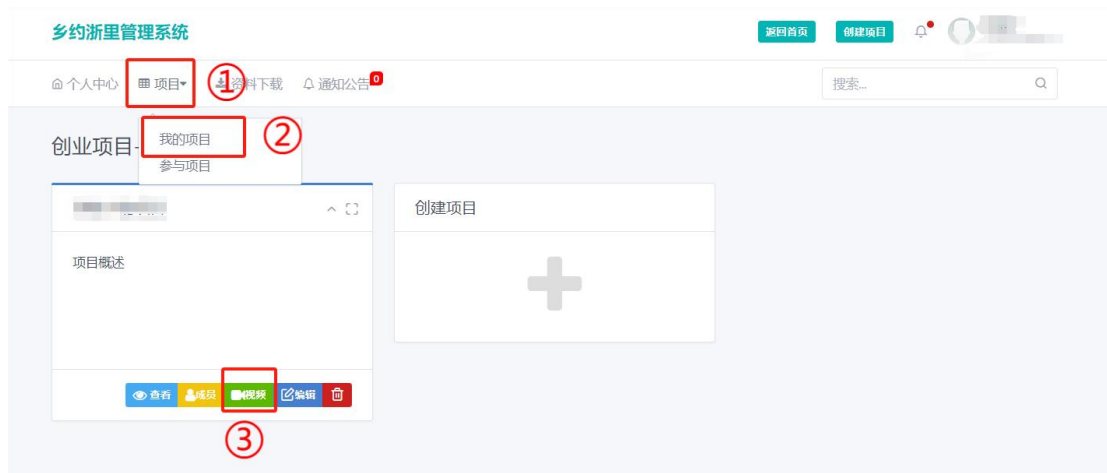 乡约浙里管理系统
返回首页 创建项目
个人中心 项目 ① 资料下载 通知公告 0 搜索...
我的项目 ②
创业项目-
参与项目
创建项目
项目概述
查看 成员 视频 编辑
③